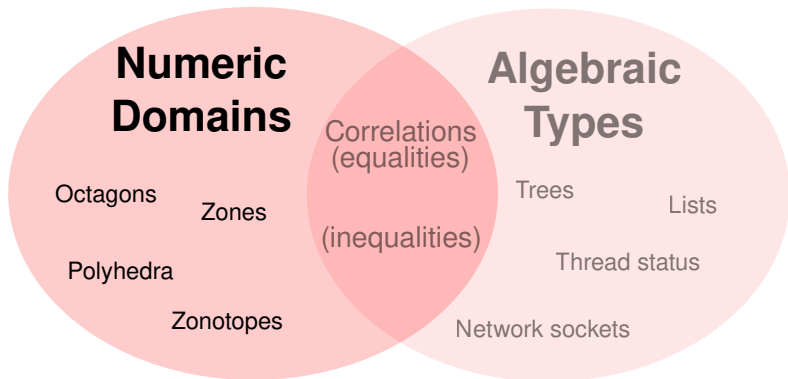 Numeric
Domains
Octagons
Zones
Polyhedra
Zonotopes
Correlations
(equalities)
(inequalities)
Algebraic
Types
Trees
Lists
Thread status
Network sockets